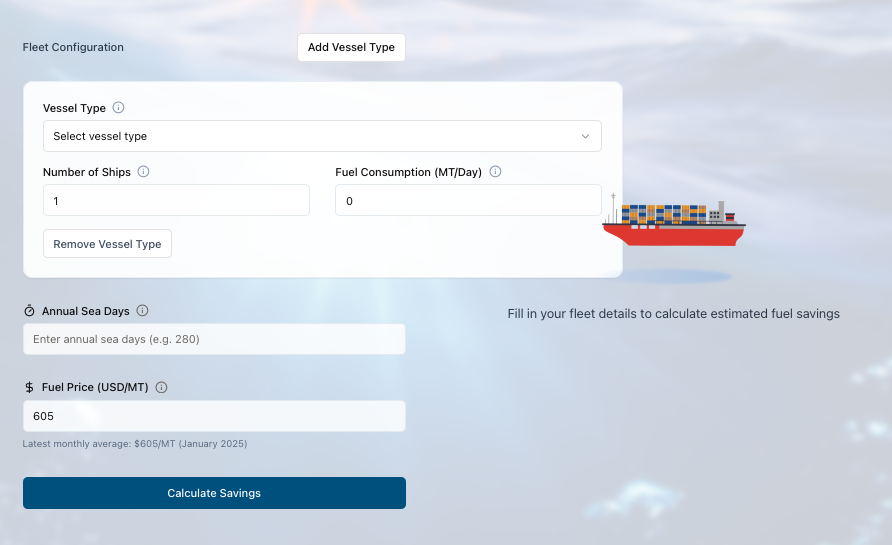 Fleet Configuration
Add Vessel Type
Vessel Type
Select vessel type
Number of Ships
Fuel Consumption (MT/Day)
1
0
Remove Vessel Type
Annual Sea Days
Enter annual sea days (e.g. 280)
Fill in your fleet details to calculate estimated fuel savings
$ Fuel Price (USD/MT)
605
Latest monthly average: $605/MT (January 2025)
Calculate Savings